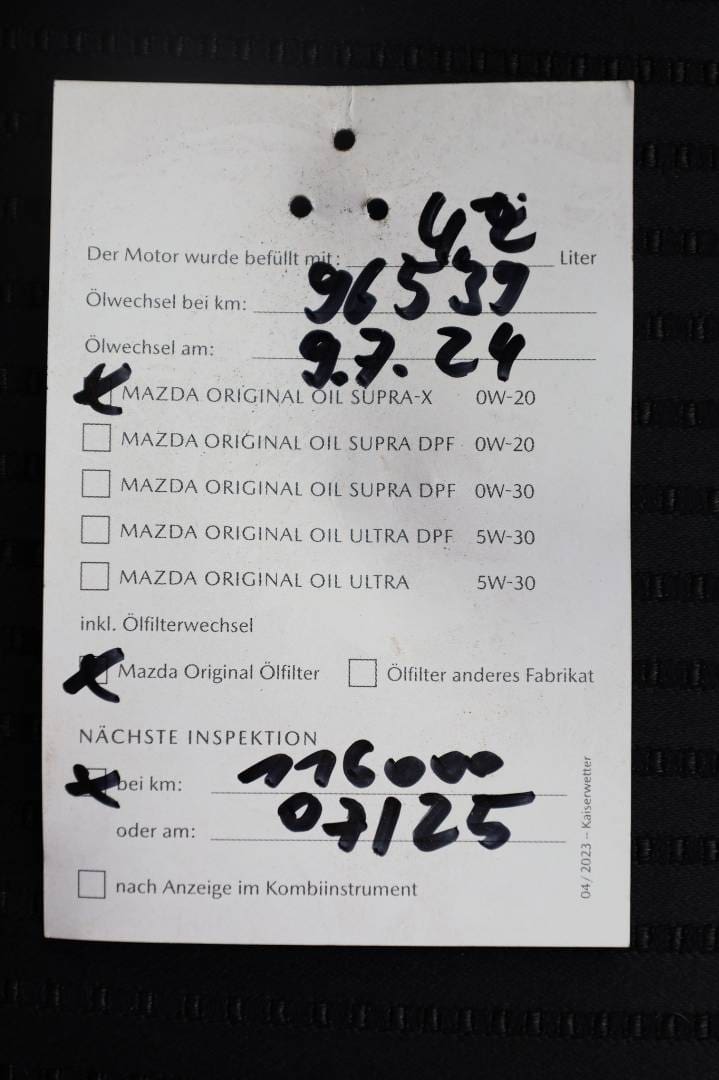 Der Motor wurde befüllt mit: 4 Liter
Ölwechsel bei km: 96539
Ölwechsel am: 9.7.24
MAZDA ORIGINAL OIL SUPRA-X 0W-20
MAZDA ORIGINAL OIL SUPRA DPF 0W-20
MAZDA ORIGINAL OIL SUPRA DPF 0W-30
MAZDA ORIGINAL OIL ULTRA DPF 5W-30
MAZDA ORIGINAL OIL ULTRA 5W-30
inkl. Ölfilterwechsel
Mazda Original Ölfilter Ölfilter anderes Fabrikat
NÄCHSTE INSPEKTION
bei km: 116000
oder am: 07/25
nach Anzeige im Kombiinstrument
04/2023 – Kaiserwetter